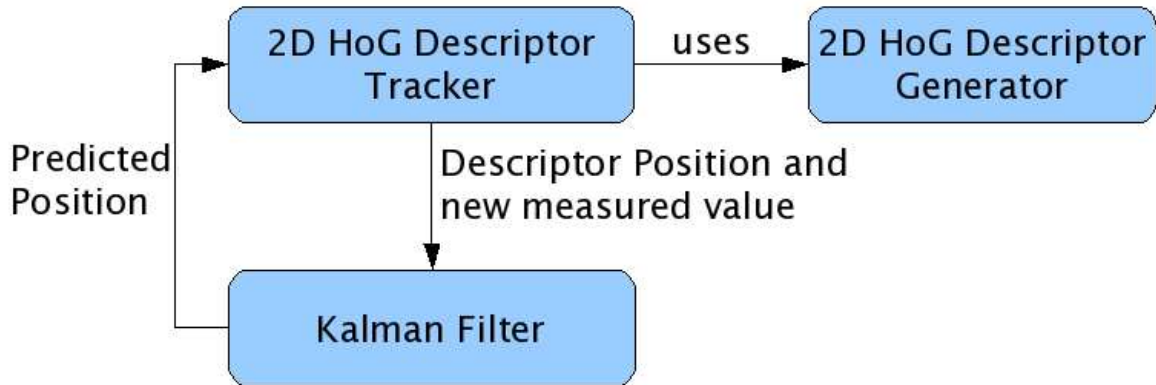 2D HoG Descriptor
Tracker
uses
2D HoG Descriptor
Generator
Predicted
Position
Descriptor Position and
new measured value
Kalman Filter